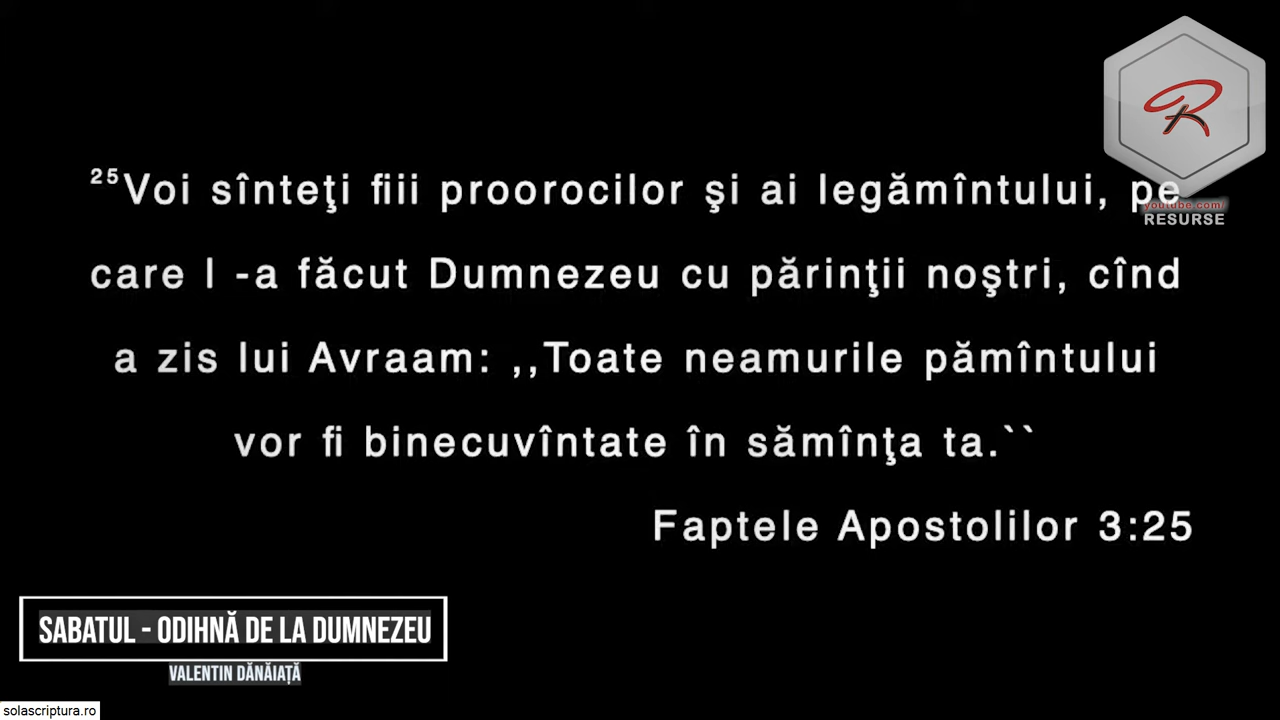 ²⁵Voi sînteţi fiii proorocilor şi ai legămîntului, pe
care l -a făcut Dumnezeu cu părinţii noştri, cînd
a zis lui Avraam: ,,Toate neamurile pămîntului
vor fi binecuvîntate în sămînţa ta.``
Faptele Apostolilor 3:25
R
youtube.com/
RESURSE
SABATUL - ODIHNĂ DE LA DUMNEZEU
VALENTIN DĂNĂIAȚĂ
solascriptura.ro